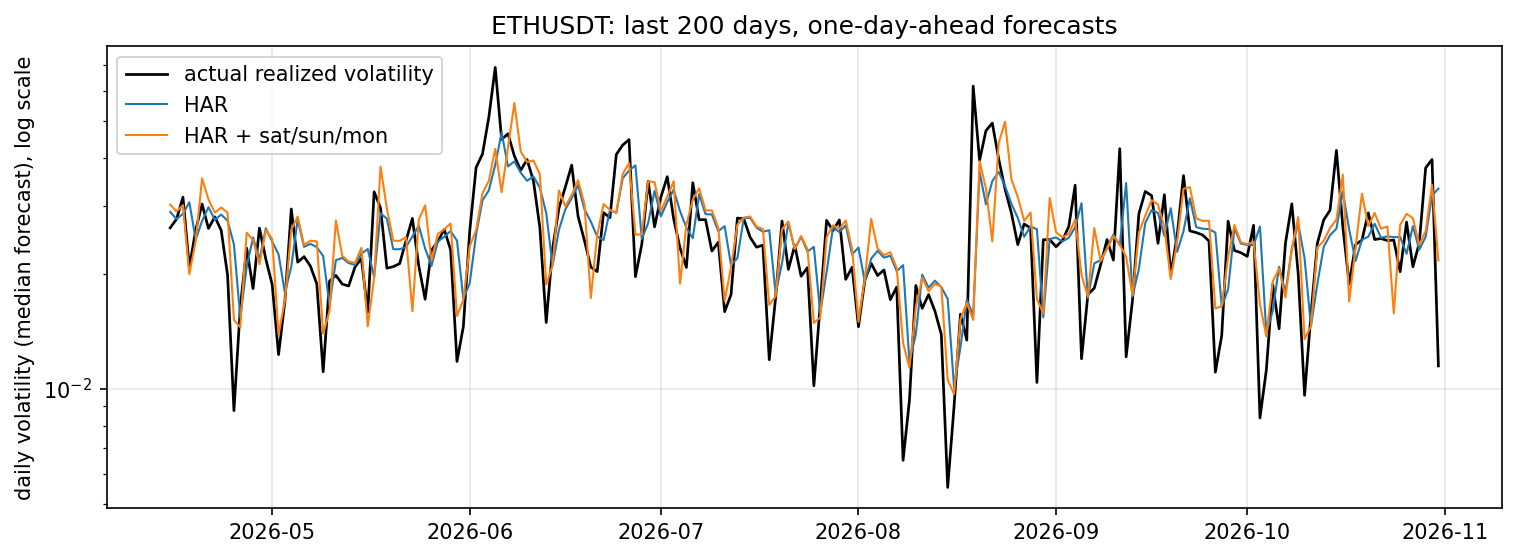 ETHUSDT: last 200 days, one-day-ahead forecasts
actual realized volatility
HAR
HAR + sat/sun/mon
daily volatility (median forecast), log scale
10⁻²
2026-05
2026-06
2026-07
2026-08
2026-09
2026-10
2026-11